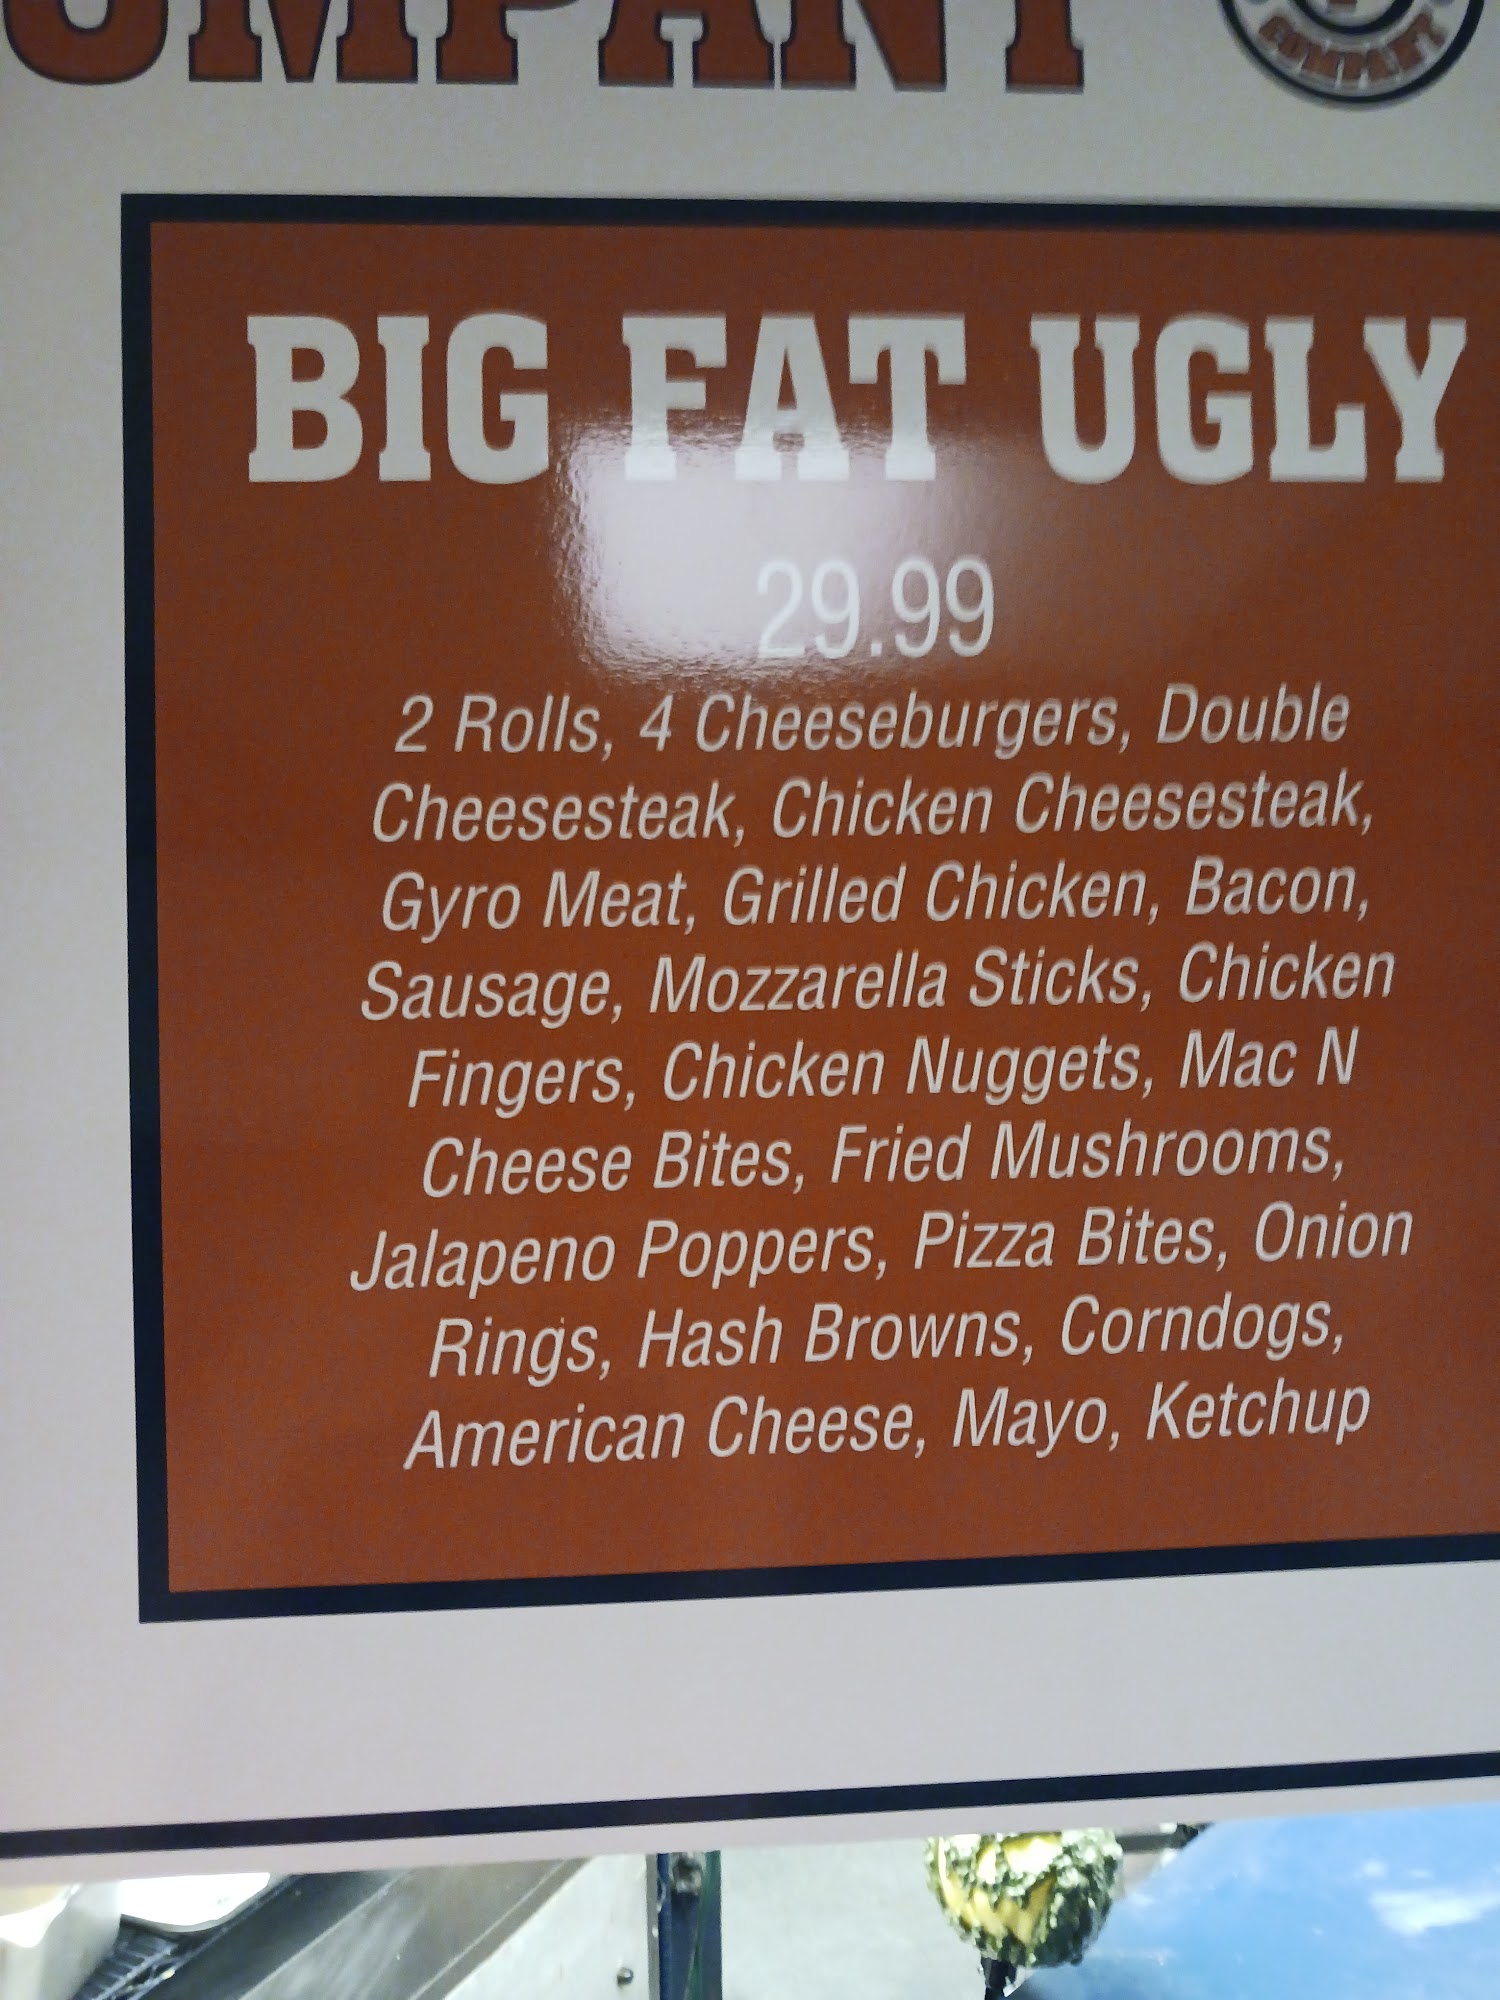 COMPANY
COMPANY
BIG FAT UGLY
29.99
2 Rolls, 4 Cheeseburgers, Double
Cheesesteak, Chicken Cheesesteak,
Gyro Meat, Grilled Chicken, Bacon,
Sausage, Mozzarella Sticks, Chicken
Fingers, Chicken Nuggets, Mac N
Cheese Bites, Fried Mushrooms,
Jalapeno Poppers, Pizza Bites, Onion
Rings, Hash Browns, Corndogs,
American Cheese, Mayo, Ketchup